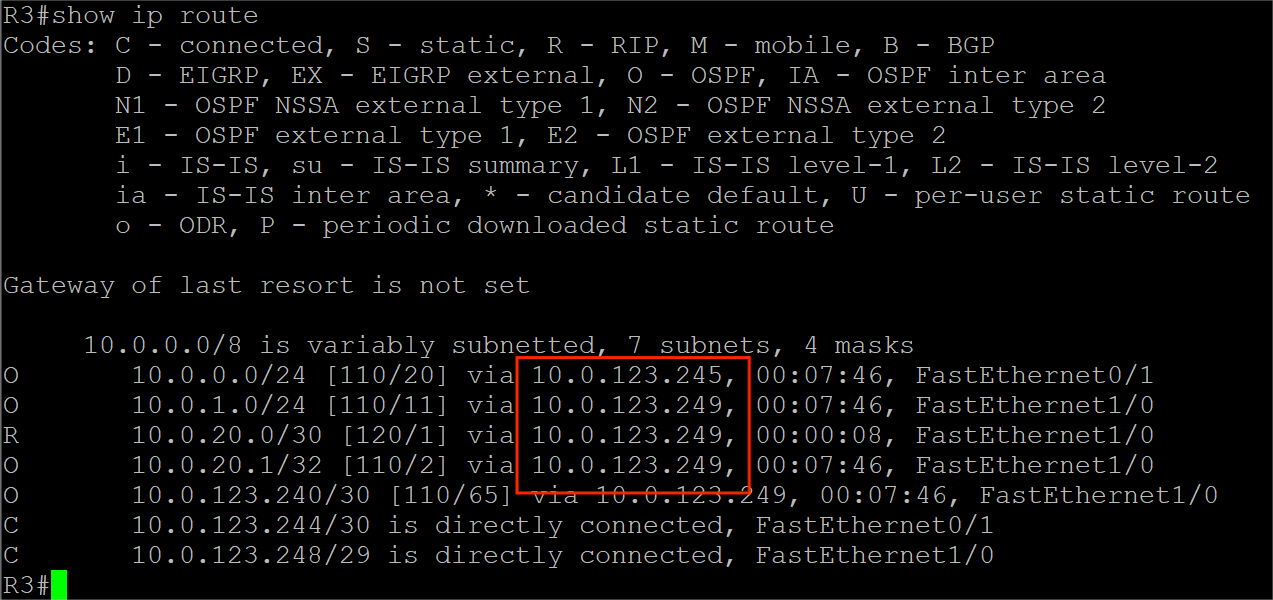 R3#show ip route
Codes: C - connected, S - static, R - RIP, M - mobile, B - BGP
D - EIGRP, EX - EIGRP external, O - OSPF, IA - OSPF inter area
N1 - OSPF NSSA external type 1, N2 - OSPF NSSA external type 2
E1 - OSPF external type 1, E2 - OSPF external type 2
i - IS-IS, su - IS-IS summary, L1 - IS-IS level-1, L2 - IS-IS level-2
ia - IS-IS inter area, * - candidate default, U - per-user static route
o - ODR, P - periodic downloaded static route
Gateway of last resort is not set
10.0.0.0/8 is variably subnetted, 7 subnets, 4 masks
O 10.0.0.0/24 [110/20] via 10.0.123.245, 00:07:46, FastEthernet0/1
O 10.0.1.0/24 [110/11] via 10.0.123.249, 00:07:46, FastEthernet1/0
R 10.0.20.0/30 [120/1] via 10.0.123.249, 00:00:08, FastEthernet1/0
O 10.0.20.1/32 [110/2] via 10.0.123.249, 00:07:46, FastEthernet1/0
O 10.0.123.240/30 [110/65] via 10.0.123.249, 00:07:46, FastEthernet1/0
C 10.0.123.244/30 is directly connected, FastEthernet0/1
C 10.0.123.248/29 is directly connected, FastEthernet1/0
R3#